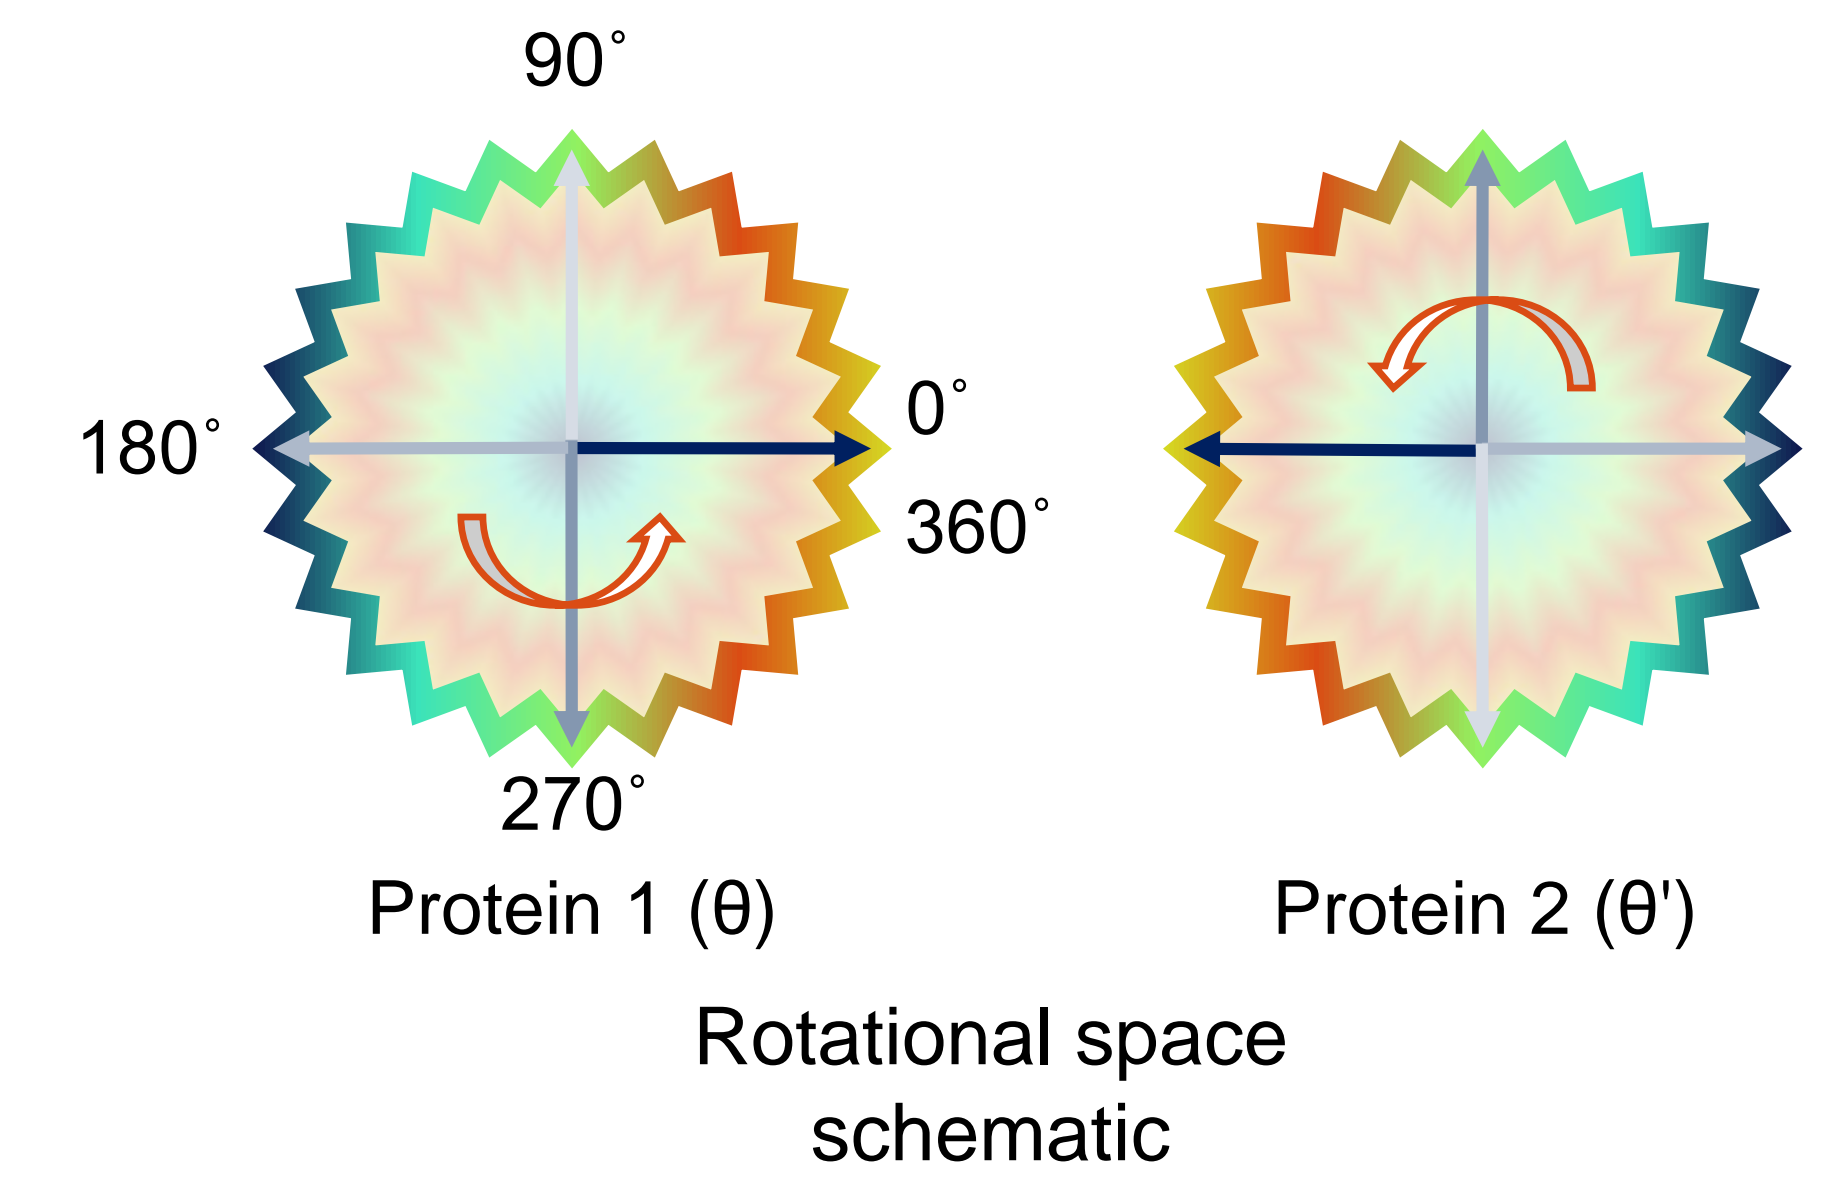 90˚
0˚
180˚
360˚
270˚
Protein 1 (θ)
Protein 2 (θ')
Rotational space
schematic